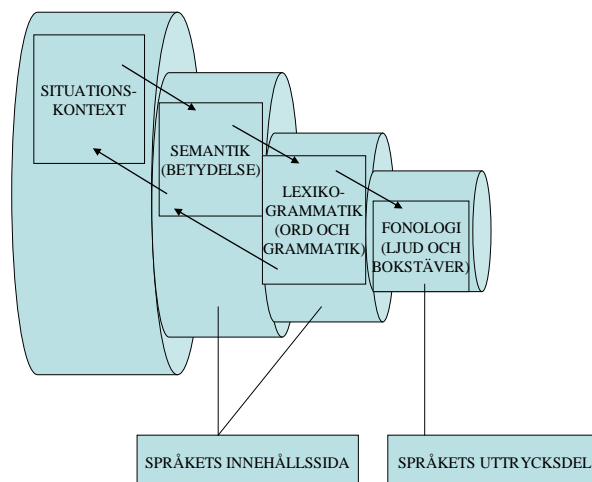 SITUATIONS-
KONTEXT
SEMANTIK
(BETYDELSE)
LEXIKO-
GRAMMATIK
(ORD OCH
GRAMMATIK)
FONOLOGI
(LJUD OCH
BOKSTÄVER)
SPRÅKETS INNEHÅLLSSIDA
SPRÅKETS UTTRYCKSDEL